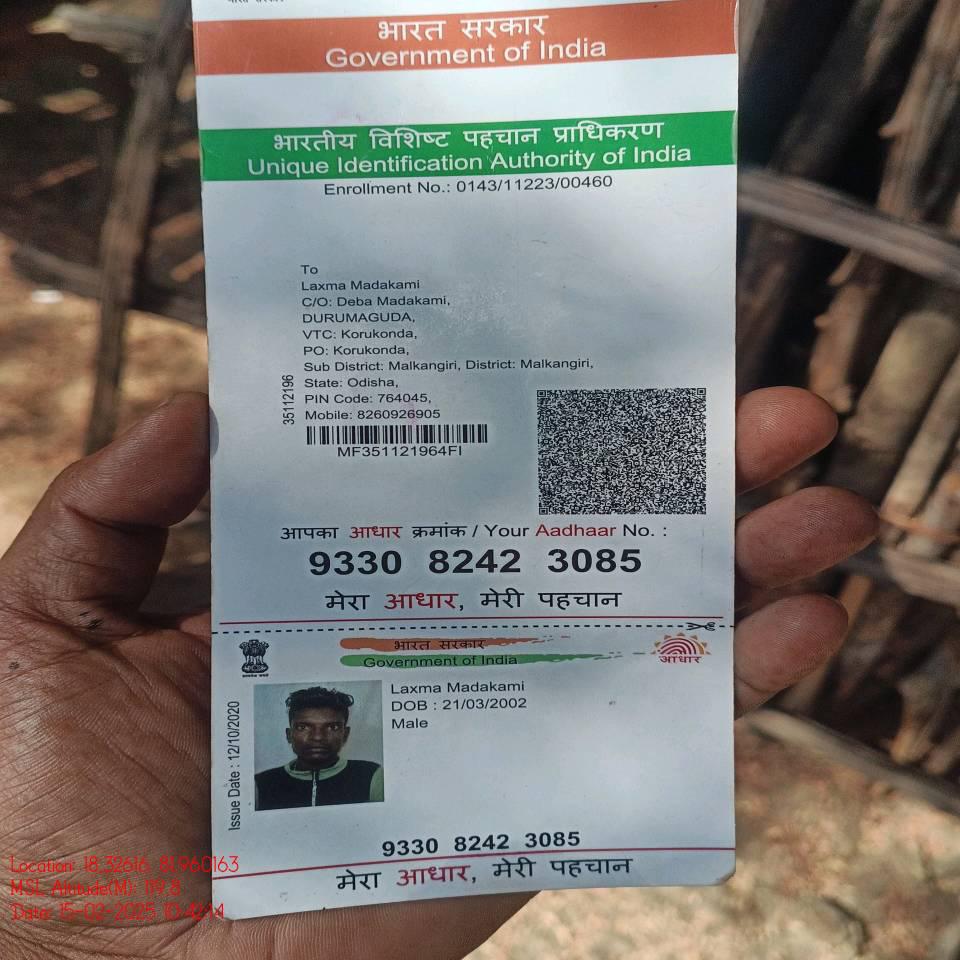 भारत सरकार
Government of India
भारतीय विशिष्ट पहचान प्राधिकरण
Unique Identification Authority of India
Enrollment No.: 0143/11223/00460
To
Laxma Madakami
C/O: Deba Madakami,
DURUMAGUDA,
VTC: Korukonda,
PO: Korukonda,
Sub District: Malkangiri, District: Malkangiri,
State: Odisha,
PIN Code: 764045,
Mobile: 8260926905
35112196
MF351121964FI
आपका आधार क्रमांक / Your Aadhaar No. :
9330 8242 3085
मेरा आधार, मेरी पहचान
भारत सरकार
Government of India
आधार
Laxma Madakami
DOB : 21/03/2002
Male
Issue Date : 12/10/2020
9330 8242 3085
मेरा आधार, मेरी पहचान
Location: 18.32616, 81.960163
MSL Altitude(M): 119.8
Date: 15-02-2025 10:42:14